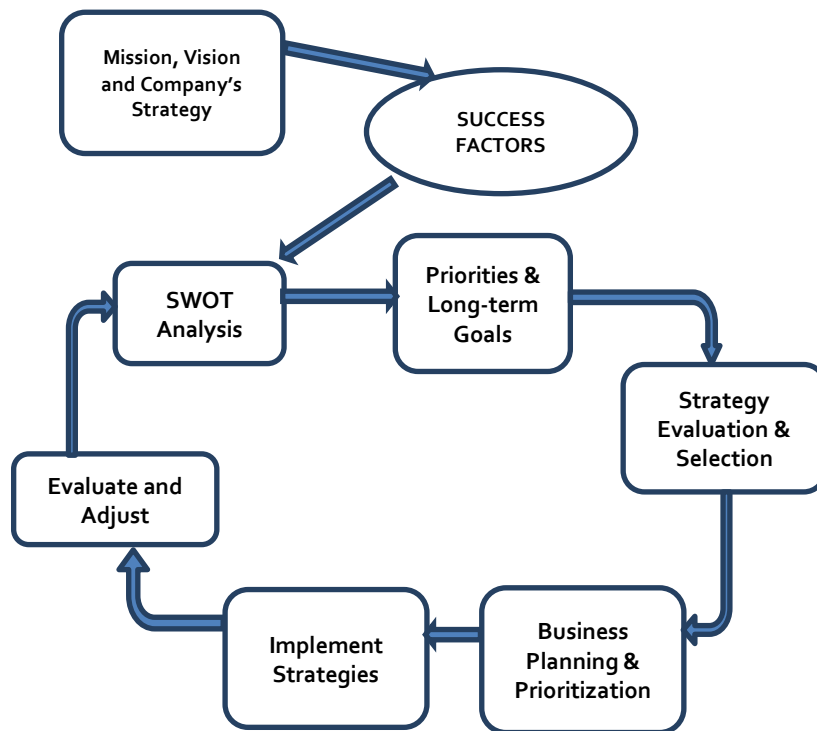 Mission, Vision
and Company's
Strategy
SUCCESS
FACTORS
SWOT
Analysis
Priorities &
Long-term
Goals
Strategy
Evaluation &
Selection
Evaluate and
Adjust
Implement
Strategies
Business
Planning &
Prioritization